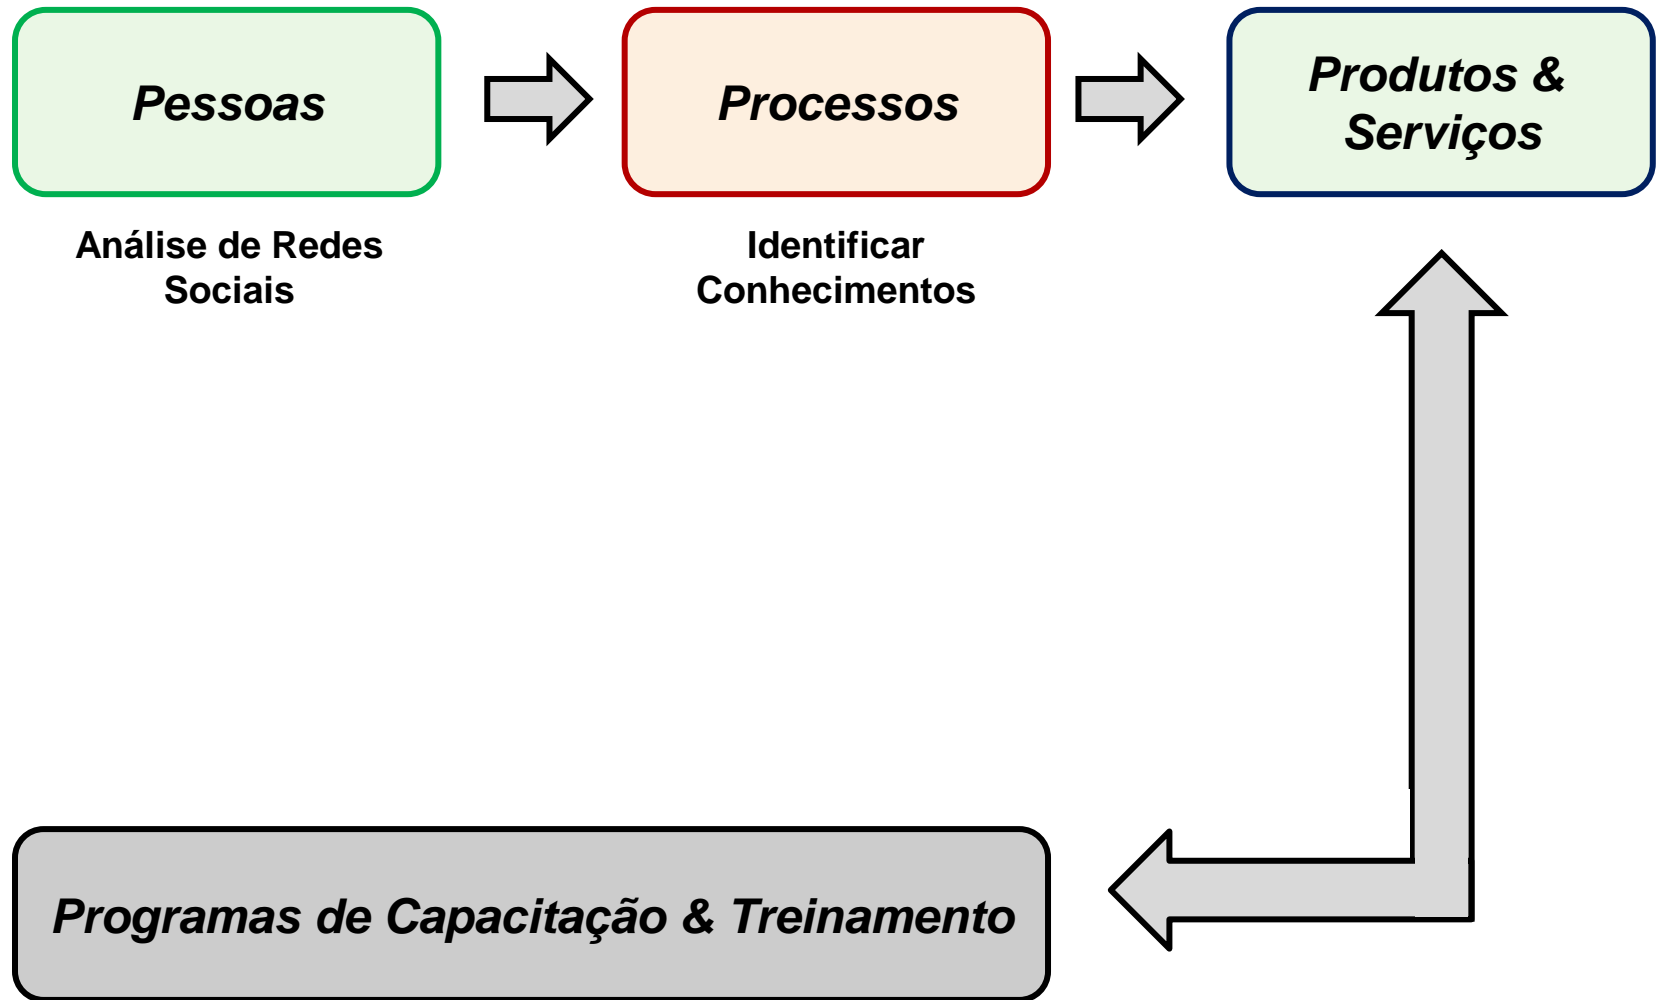 Pessoas
Processos
Produtos &
Serviços
Análise de Redes
Sociais
Identificar
Conhecimentos
Programas de Capacitação & Treinamento